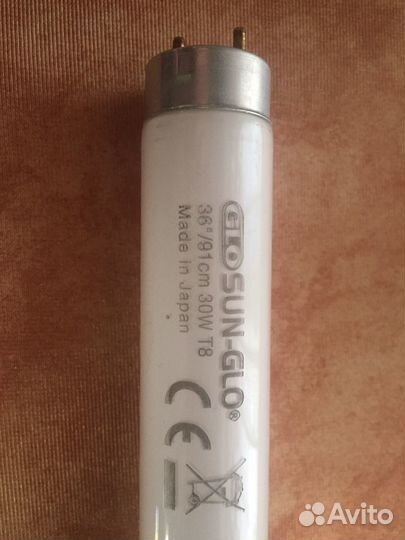 GLO SUN-GLO®
36"/91cm 30W T8
Made in Japan
CE
Avito